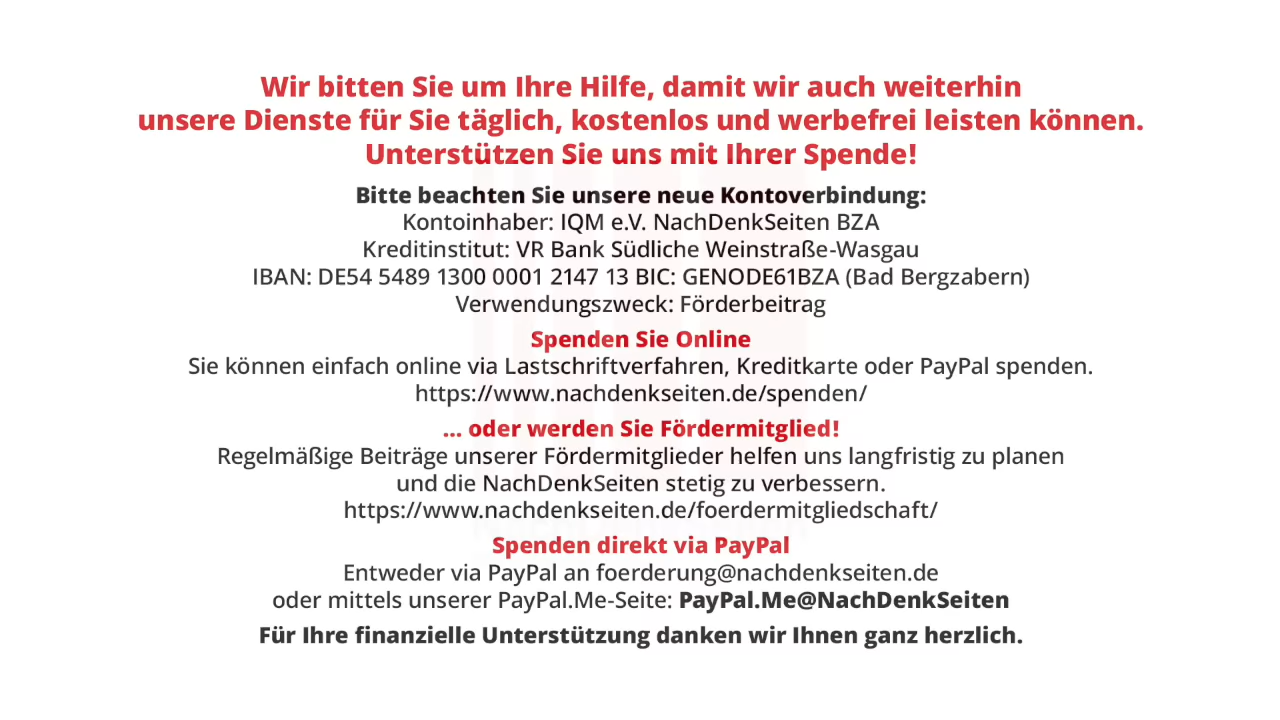 Wir bitten Sie um Ihre Hilfe, damit wir auch weiterhin
unsere Dienste für Sie täglich, kostenlos und werbefrei leisten können.
Unterstützen Sie uns mit Ihrer Spende!
Bitte beachten Sie unsere neue Kontoverbindung:
Kontoinhaber: IQM e.V. NachDenkSeiten BZA
Kreditinstitut: VR Bank Südliche Weinstraße-Wasgau
IBAN: DE54 5489 1300 0001 2147 13 BIC: GENODE61BZA (Bad Bergzabern)
Verwendungszweck: Förderbeitrag
Spenden Sie Online
Sie können einfach online via Lastschriftverfahren, Kreditkarte oder PayPal spenden.
https://www.nachdenkseiten.de/spenden/
... oder werden Sie Fördermitglied!
Regelmäßige Beiträge unserer Fördermitglieder helfen uns langfristig zu planen
und die NachDenkSeiten stetig zu verbessern.
https://www.nachdenkseiten.de/foerdermitgliedschaft/
Spenden direkt via PayPal
Entweder via PayPal an foerderung@nachdenkseiten.de
oder mittels unserer PayPal.Me-Seite: PayPal.Me@NachDenkSeiten
Für Ihre finanzielle Unterstützung danken wir Ihnen ganz herzlich.